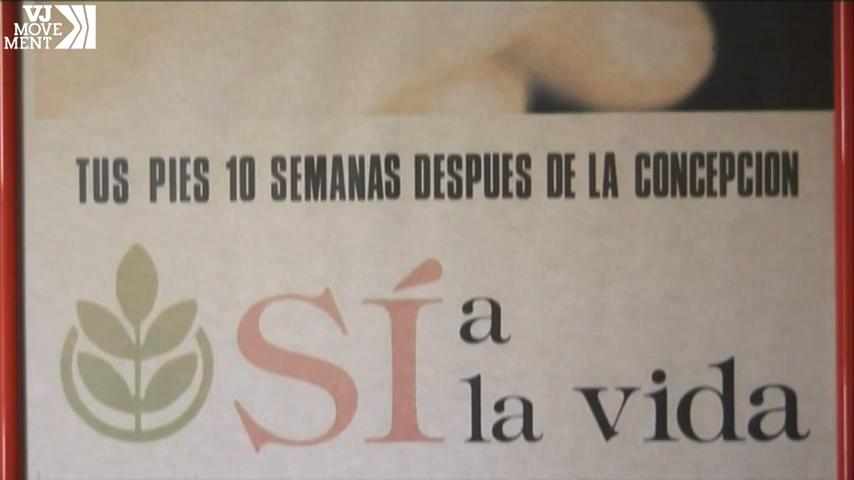 VJ
MOVE
MENT
TUS PIES 10 SEMANAS DESPUES DE LA CONCEPCION
SÍ a
la vida